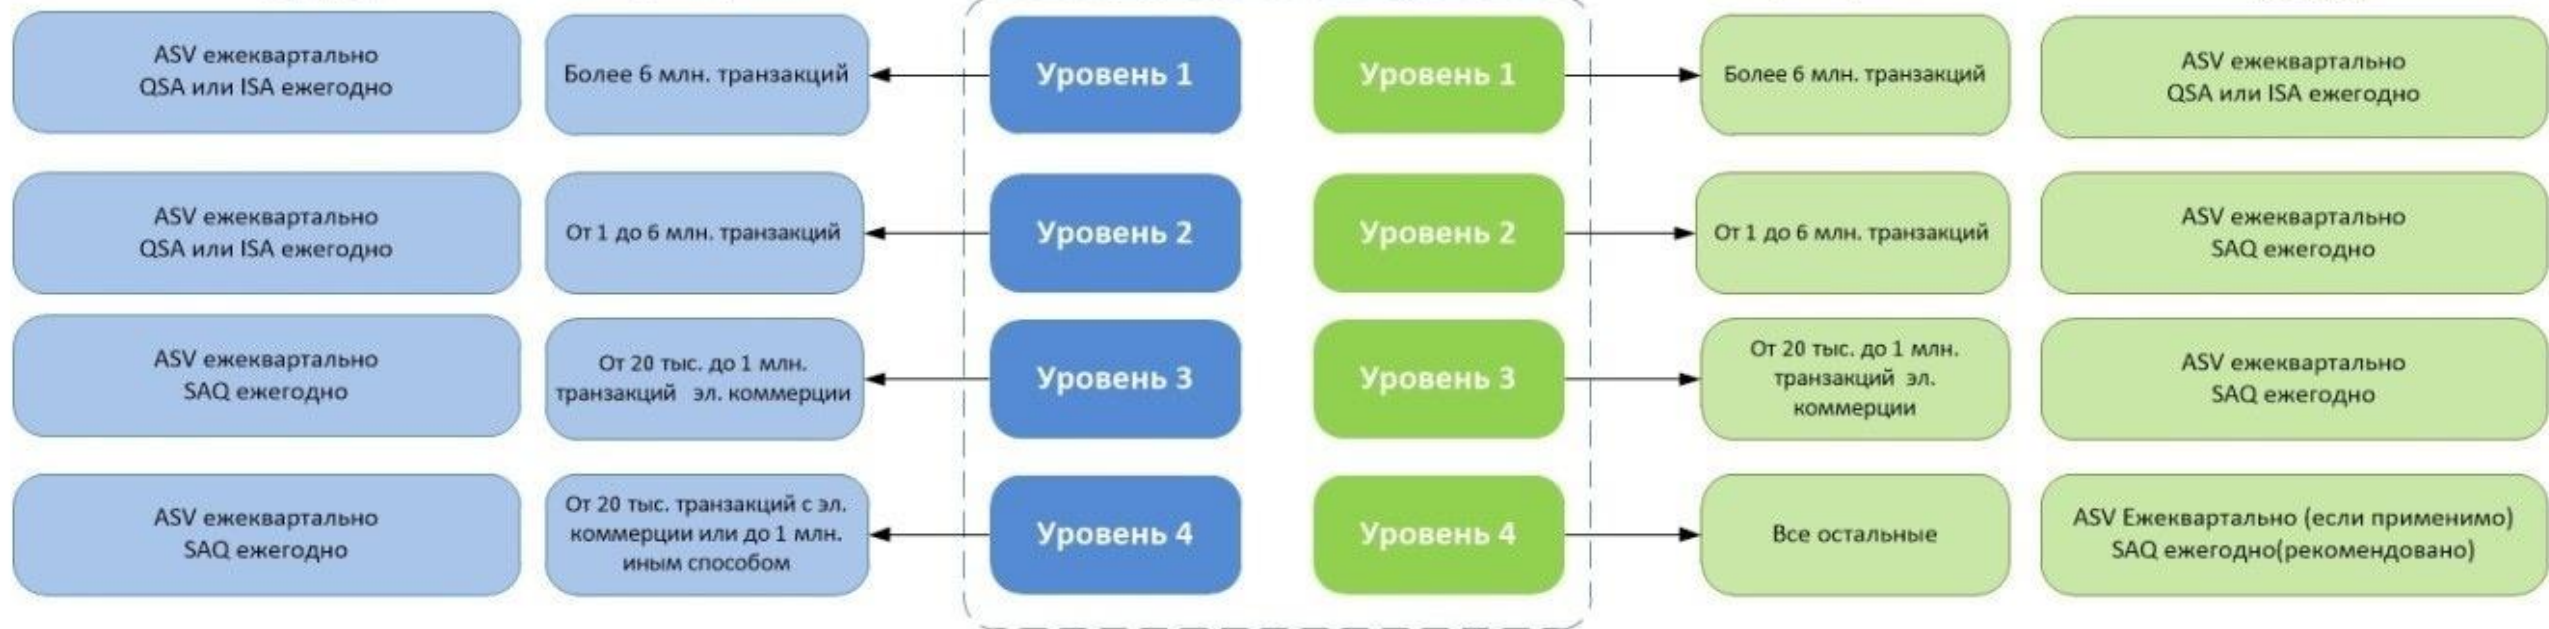 ASV ежеквартально
QSA или ISA ежегодно
Более 6 млн. транзакций
Уровень 1
Уровень 1
Более 6 млн. транзакций
ASV ежеквартально
QSA или ISA ежегодно
ASV ежеквартально
QSA или ISA ежегодно
От 1 до 6 млн. транзакций
Уровень 2
Уровень 2
От 1 до 6 млн. транзакций
ASV ежеквартально
SAQ ежегодно
ASV ежеквартально
SAQ ежегодно
От 20 тыс. до 1 млн.
транзакций эл. коммерции
Уровень 3
Уровень 3
От 20 тыс. до 1 млн.
транзакций эл.
коммерции
ASV ежеквартально
SAQ ежегодно
ASV ежеквартально
SAQ ежегодно
От 20 тыс. транзакций с эл.
коммерции или до 1 млн.
иным способом
Уровень 4
Уровень 4
Все остальные
ASV Ежеквартально (если применимо)
SAQ ежегодно(рекомендовано)